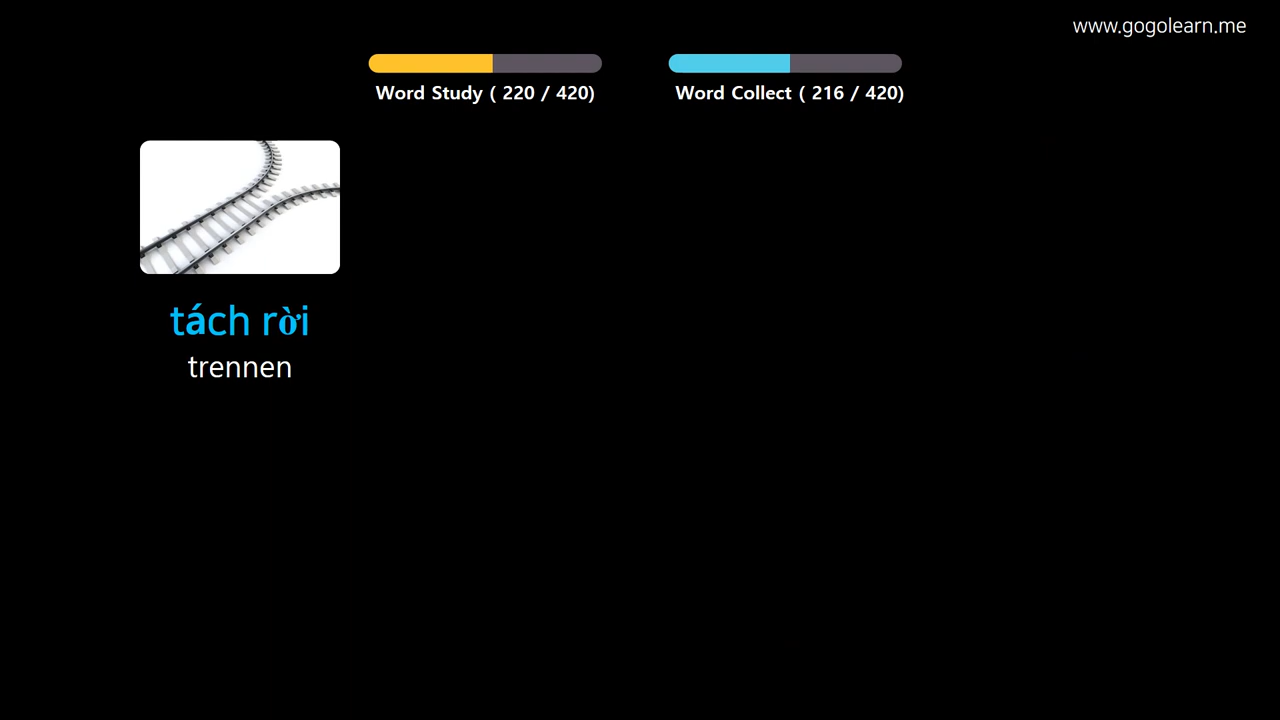 www.gogolearn.me
Word Study ( 220 / 420)
Word Collect ( 216 / 420)
tách rời
trennen